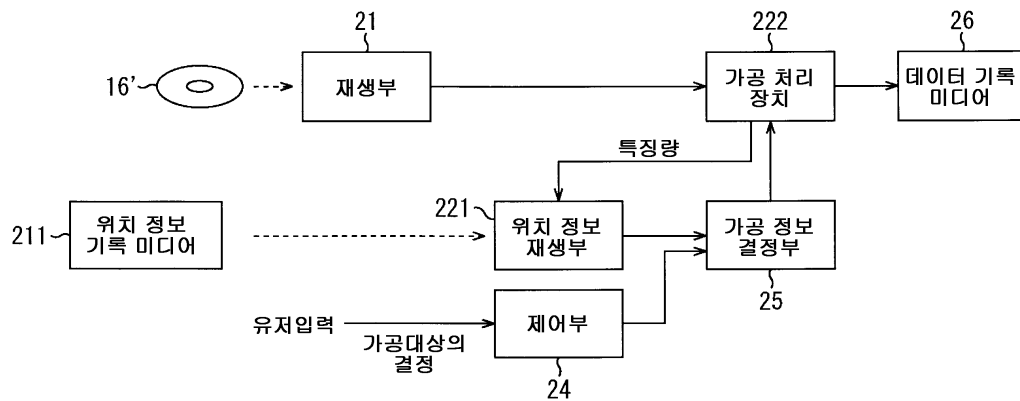 21
222
26
16'
재생부
가공 처리
장치
데이터 기록
미디어
특징량
211
위치 정보
기록 미디어
221
위치 정보
재생부
가공 정보
결정부
25
유저입력
가공대상의
결정
제어부
24